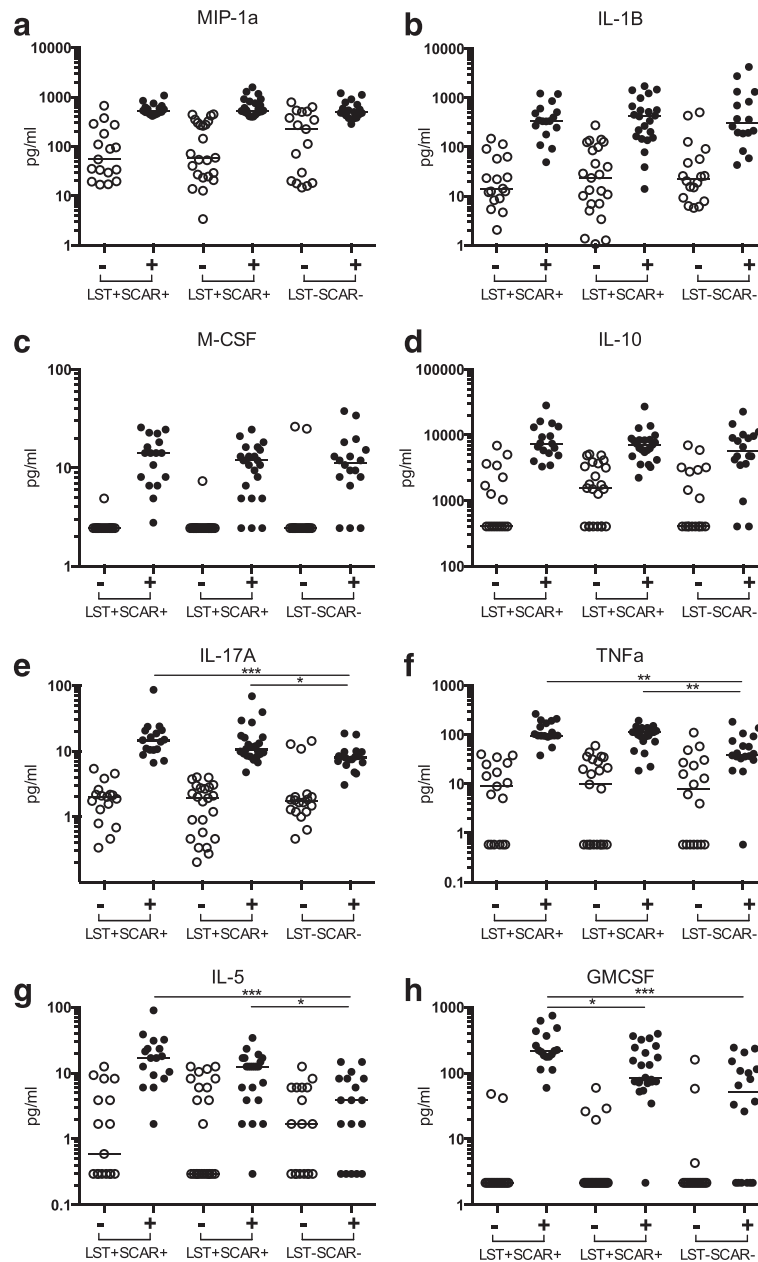 a MIP-1a
10000
1000
100
10
1
pg/ml
- + - + - +
LST+SCAR+ LST+SCAR+ LST-SCAR-
b IL-1B
10000
1000
100
10
1
pg/ml
- + - + - +
LST+SCAR+ LST+SCAR+ LST-SCAR-
c M-CSF
100
10
1
pg/ml
- + - + - +
LST+SCAR+ LST+SCAR+ LST-SCAR-
d IL-10
100000
10000
1000
100
pg/ml
- + - + - +
LST+SCAR+ LST+SCAR+ LST-SCAR-
e IL-17A
***
*
100
10
1
pg/ml
- + - + - +
LST+SCAR+ LST+SCAR+ LST-SCAR-
f TNFa
**
**
1000
100
10
1
0.1
pg/ml
- + - + - +
LST+SCAR+ LST+SCAR+ LST-SCAR-
g IL-5
***
*
100
10
1
0.1
pg/ml
- + - + - +
LST+SCAR+ LST+SCAR+ LST-SCAR-
h GMCSF
***
*
1000
100
10
1
pg/ml
- + - + - +
LST+SCAR+ LST+SCAR+ LST-SCAR-